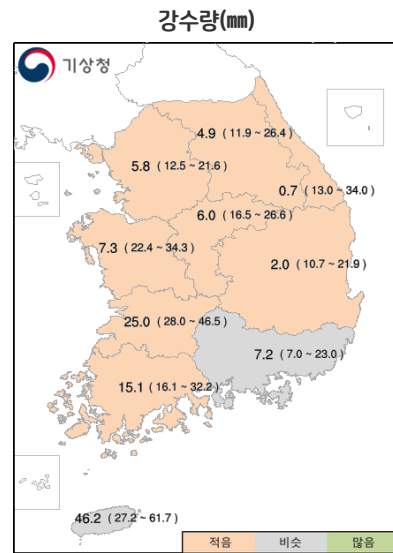 강수량(㎜)
기상청
4.9 ( 11.9 ~ 26.4 )
5.8 ( 12.5 ~ 21.6 )
0.7 ( 13.0 ~ 34.0 )
6.0 ( 16.5 ~ 26.6 )
7.3 ( 22.4 ~ 34.3 )
2.0 ( 10.7 ~ 21.9 )
25.0 ( 28.0 ~ 46.5 )
7.2 ( 7.0 ~ 23.0 )
15.1 ( 16.1 ~ 32.2 )
46.2 ( 27.2 ~ 61.7 )
적음 비슷 많음